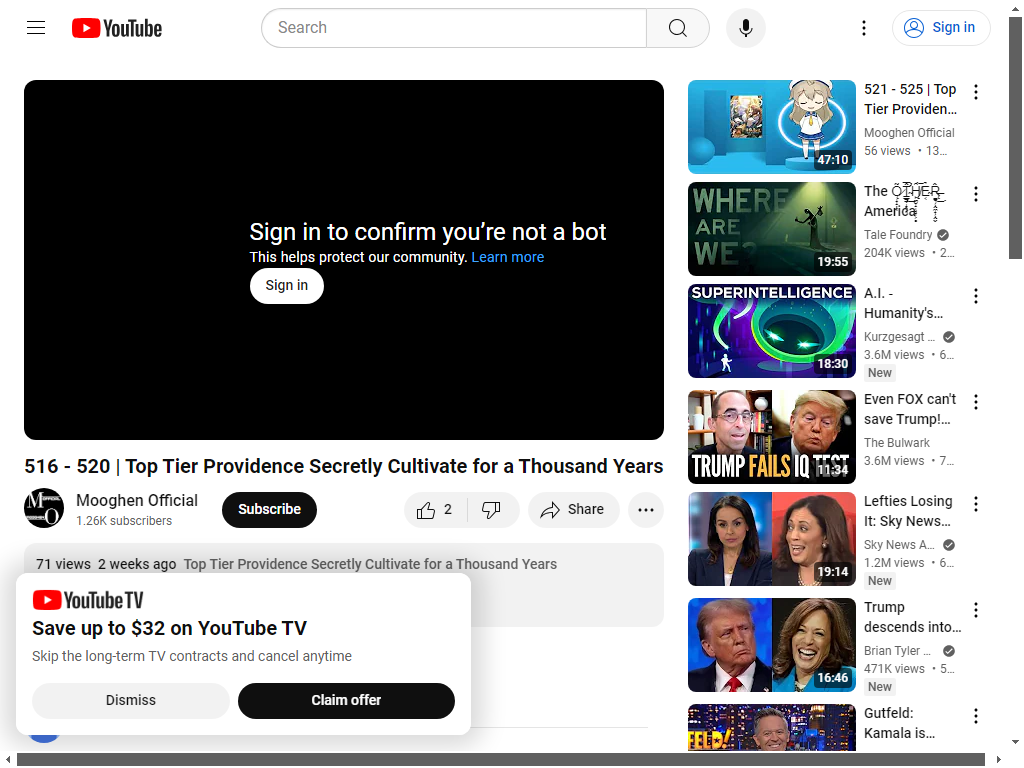 YouTube
Search
Sign in
Sign in to confirm you’re not a bot
This helps protect our community. Learn more
Sign in
516 - 520 | Top Tier Providence Secretly Cultivate for a Thousand Years
Mooghen Official
1.26K subscribers
Subscribe
2
Share
71 views 2 weeks ago Top Tier Providence Secretly Cultivate for a Thousand Years
YouTube TV
Save up to $32 on YouTube TV
Skip the long-term TV contracts and cancel anytime
Dismiss
Claim offer
47:10
521 - 525 | Top
Tier Providen...
Mooghen Official
56 views • 13...
WHERE
ARE
WE?
19:55
The OTHER
America
Tale Foundry
204K views • 2...
SUPERINTELLIGENCE
18:30
A.I. -
Humanity's...
Kurzgesagt ...
3.6M views • 6...
New
TRUMP FAILS IQ TEST
11:34
Even FOX can't
save Trump!...
The Bulwark
3.6M views • 7...
19:14
Lefties Losing
It: Sky News...
Sky News A...
1.2M views • 6...
New
16:46
Trump
descends into...
Brian Tyler ...
471K views • 5...
New
Gutfeld:
Kamala is...